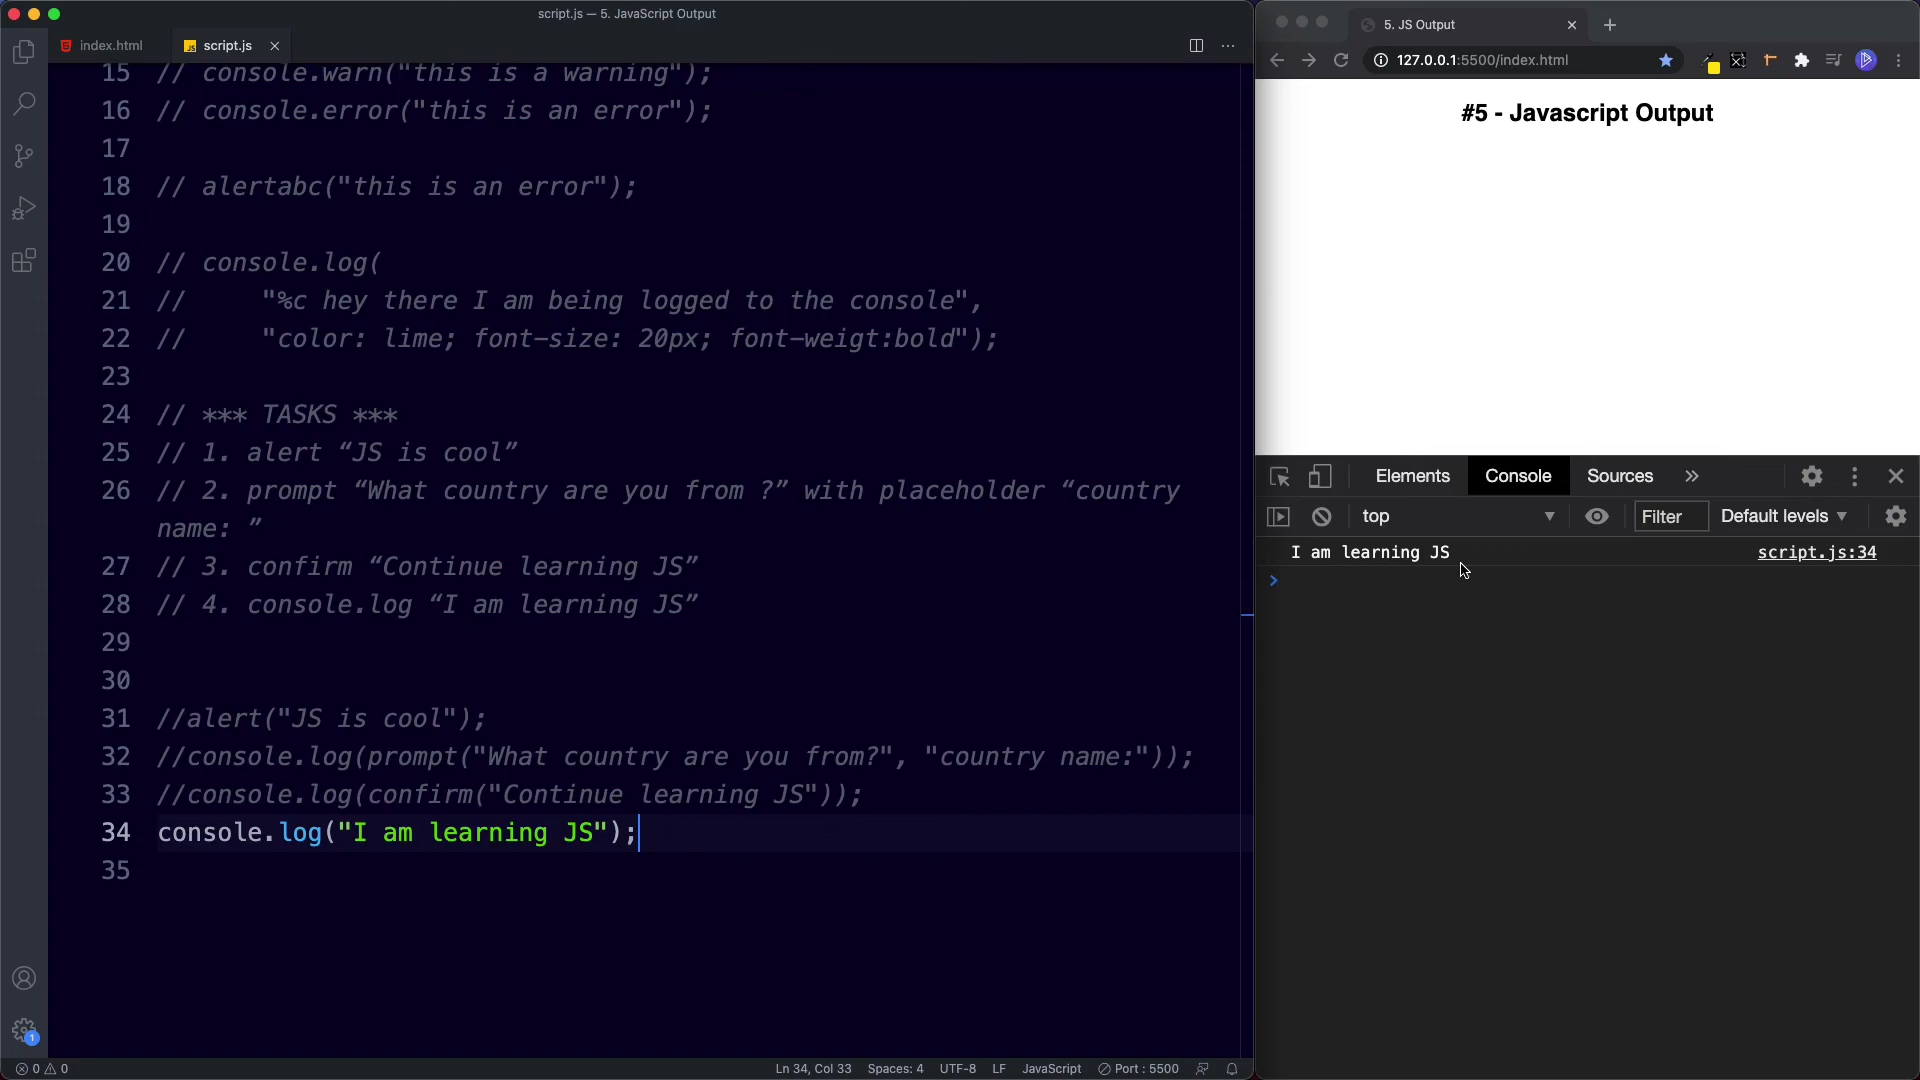 script.js — 5. JavaScript Output
index.html
script.js
15 // console.warn("this is a warning");
16 // console.error("this is an error");
17
18 // alertabc("this is an error");
19
20 // console.log(
21 //     "%c hey there I am being logged to the console",
22 //     "color: lime; font-size: 20px; font-weigt:bold");
23
24 // *** TASKS ***
25 // 1. alert “JS is cool”
26 // 2. prompt “What country are you from ?” with placeholder “country
name: ”
27 // 3. confirm “Continue learning JS”
28 // 4. console.log “I am learning JS”
29
30
31 //alert("JS is cool");
32 //console.log(prompt("What country are you from?", "country name:"));
33 //console.log(confirm("Continue learning JS"));
34 console.log("I am learning JS");
35
1
0 0
Ln 34, Col 33
Spaces: 4
UTF-8
LF
JavaScript
Port : 5500
5. JS Output
127.0.0.1:5500/index.html
#5 - Javascript Output
Elements
Console
Sources
top
Filter
Default levels
I am learning JS
script.js:34